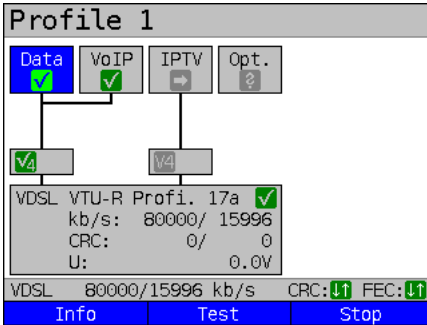 Profile 1
Data VoIP IPTV Opt.
V4 V4
VDSL VTU-R Profi. 17a
kb/s: 80000/ 15996
CRC: 0/ 0
U: 0.0V
VDSL 80000/15996 kb/s CRC: FEC:
Info Test Stop